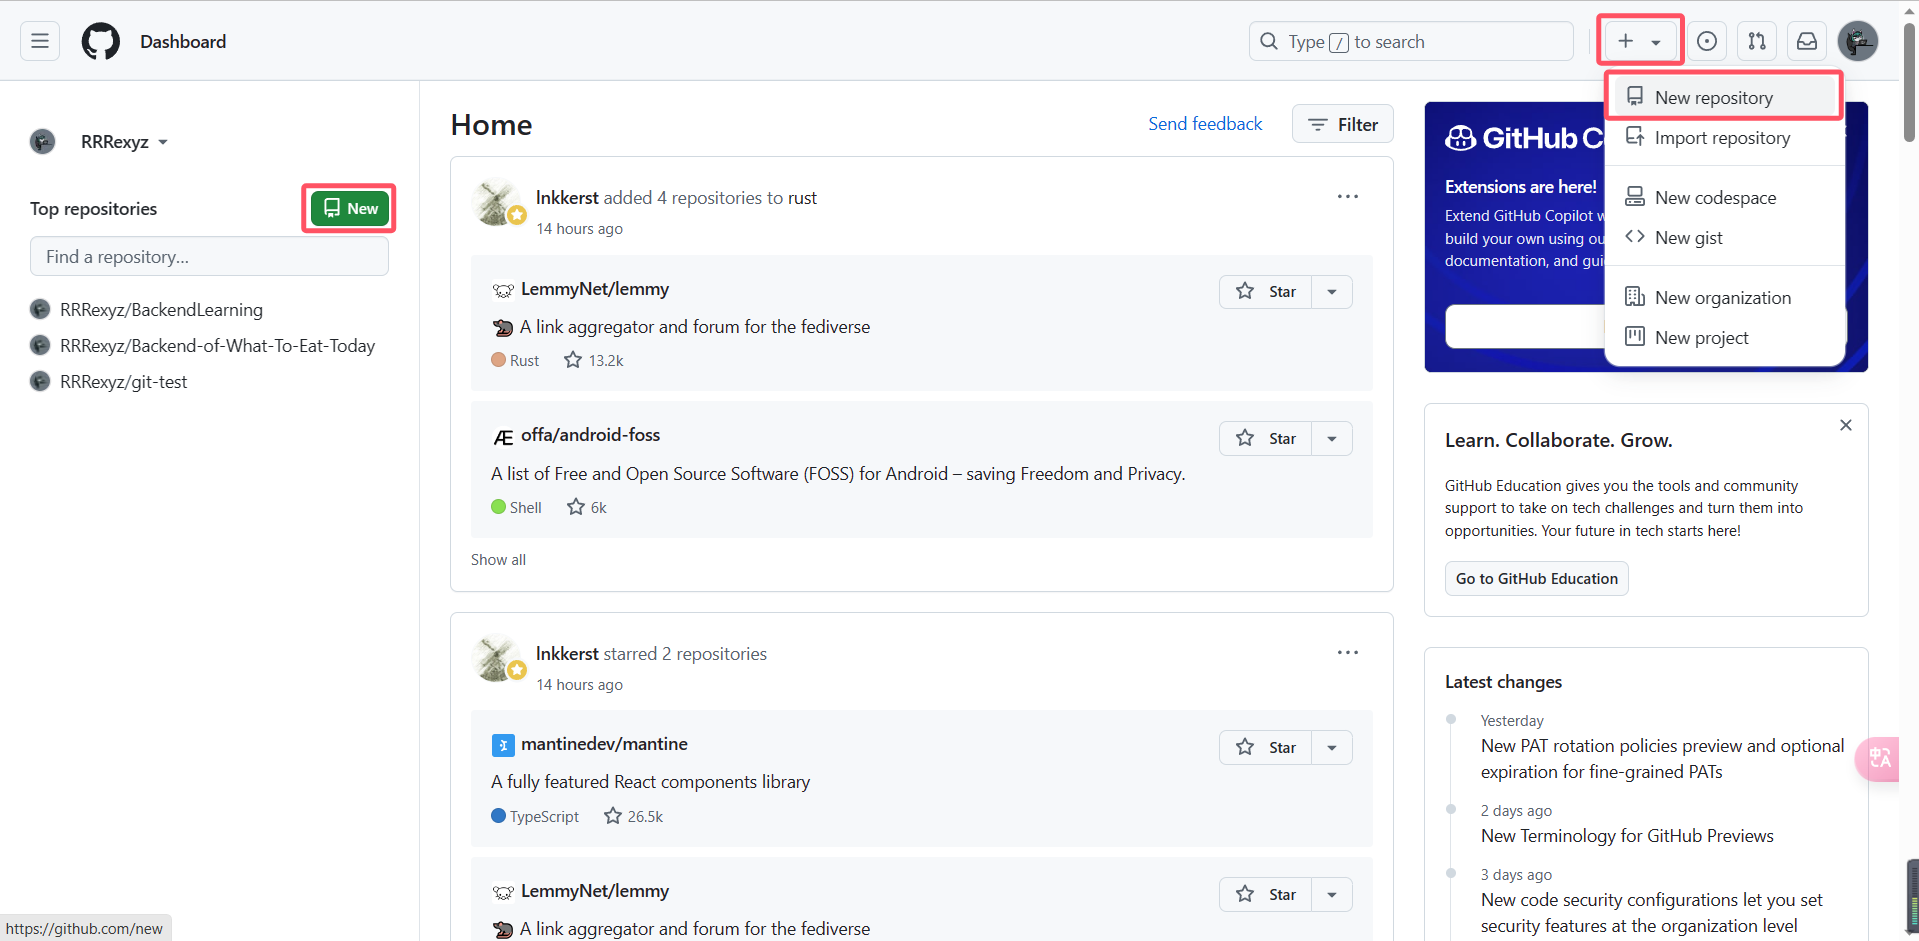 Dashboard
Type / to search
New repository
Import repository
New codespace
New gist
New organization
New project
RRRexyz
Top repositories
New
Find a repository...
RRRexyz/BackendLearning
RRRexyz/Backend-of-What-To-Eat-Today
RRRexyz/git-test
Home
Send feedback
Filter
lnkkerst added 4 repositories to rust
14 hours ago
LemmyNet/lemmy
Star
A link aggregator and forum for the fediverse
Rust
13.2k
offa/android-foss
Star
A list of Free and Open Source Software (FOSS) for Android – saving Freedom and Privacy.
Shell
6k
Show all
lnkkerst starred 2 repositories
14 hours ago
mantinedev/mantine
Star
A fully featured React components library
TypeScript
26.5k
LemmyNet/lemmy
Star
A link aggregator and forum for the fediverse
GitHub C
Extensions are here!
Extend GitHub Copilot w
build your own using ou
documentation, and gui
Learn. Collaborate. Grow.
GitHub Education gives you the tools and community
support to take on tech challenges and turn them into
opportunities. Your future in tech starts here!
Go to GitHub Education
Latest changes
Yesterday
New PAT rotation policies preview and optional
expiration for fine-grained PATs
2 days ago
New Terminology for GitHub Previews
3 days ago
New code security configurations let you set
security features at the organization level
中A
https://github.com/new